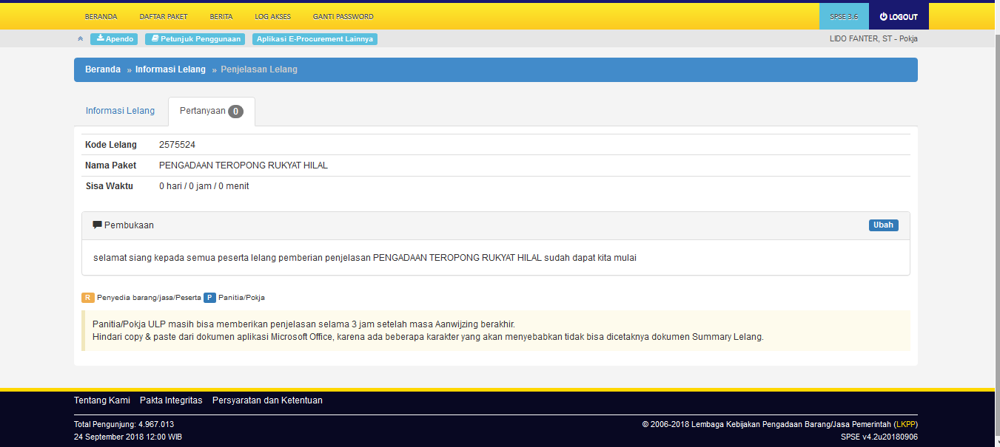 BERANDA DAFTAR PAKET BERITA LOG AKSES GANTI PASSWORD SPSE 3.6 LOGOUT
Apendo Petunjuk Penggunaan Aplikasi E-Procurement Lainnya LIDO FANTER, ST - Pokja
Beranda » Informasi Lelang » Penjelasan Lelang
Informasi Lelang Pertanyaan 0
Kode Lelang 2575524
Nama Paket PENGADAAN TEROPONG RUKYAT HILAL
Sisa Waktu 0 hari / 0 jam / 0 menit
Pembukaan Ubah
selamat siang kepada semua peserta lelang pemberian penjelasan PENGADAAN TEROPONG RUKYAT HILAL sudah dapat kita mulai
R Penyedia barang/jasa/Peserta P Panitia/Pokja
Panitia/Pokja ULP masih bisa memberikan penjelasan selama 3 jam setelah masa Aanwijzing berakhir.
Hindari copy & paste dari dokumen aplikasi Microsoft Office, karena ada beberapa karakter yang akan menyebabkan tidak bisa dicetaknya dokumen Summary Lelang.
Tentang Kami Pakta Integritas Persyaratan dan Ketentuan
Total Pengunjung: 4.967.013 © 2006-2018 Lembaga Kebijakan Pengadaan Barang/Jasa Pemerintah (LKPP)
24 September 2018 12:00 WIB SPSE v4.2u20180906